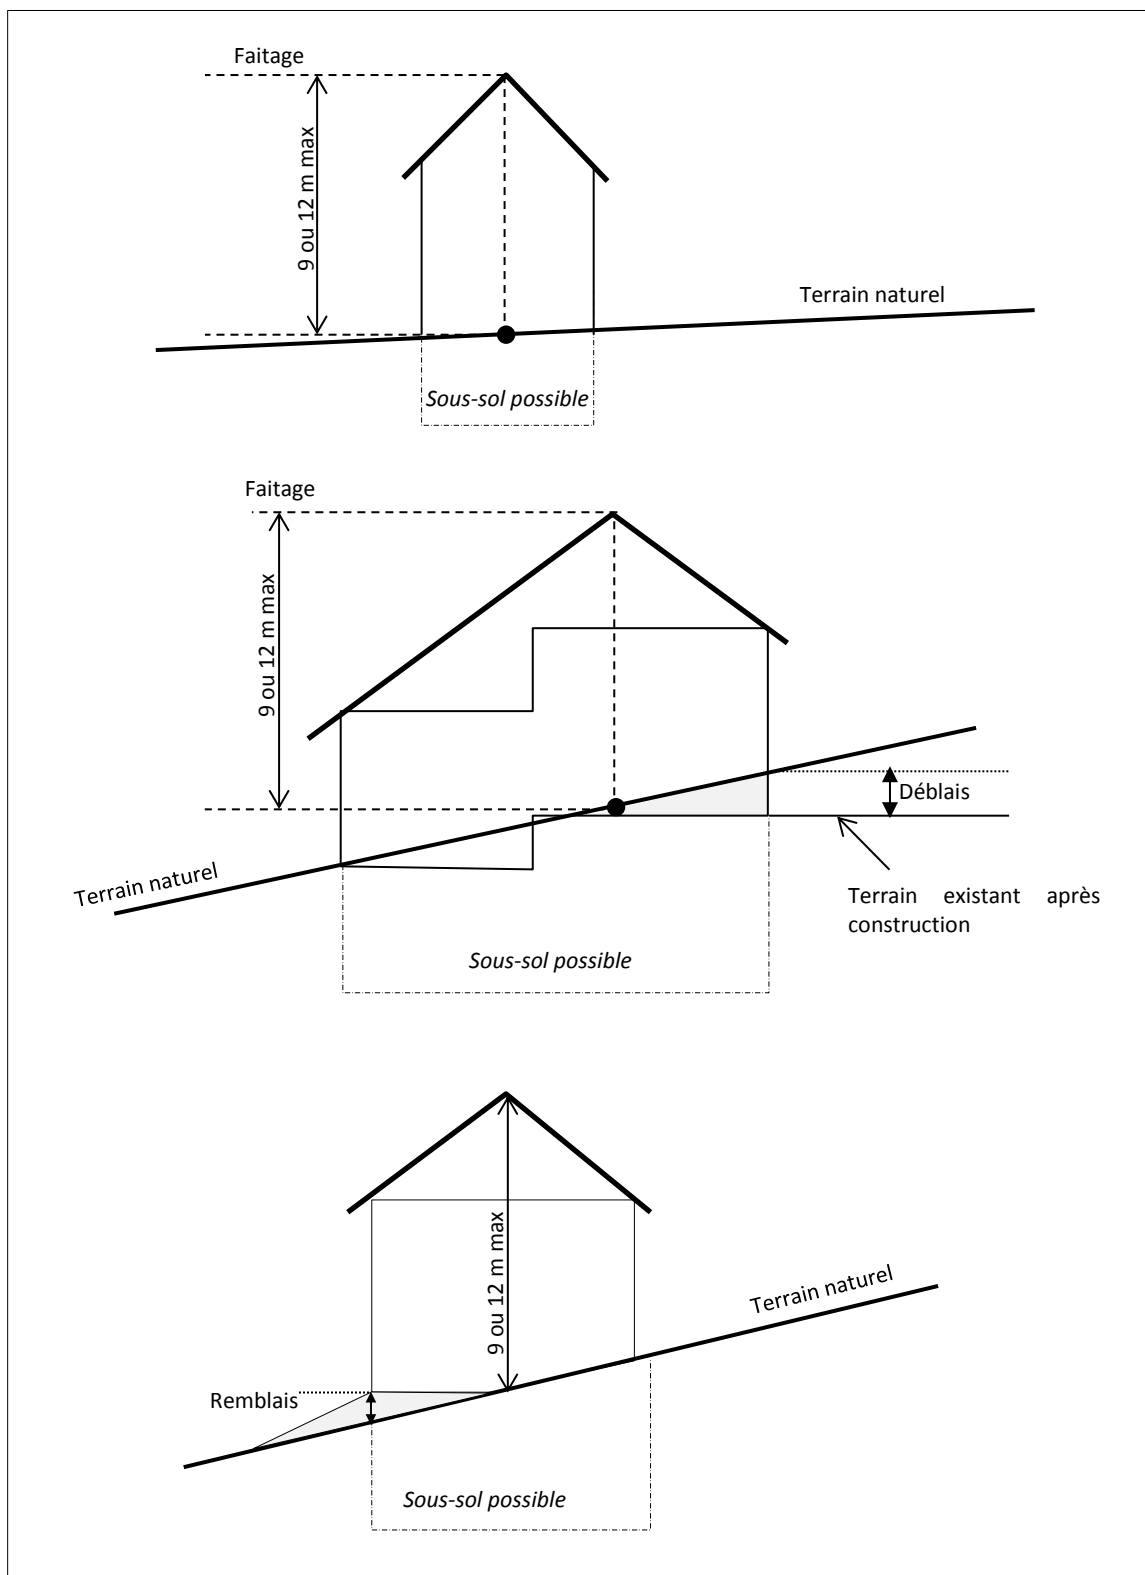 Faitage
9 ou 12 m max
Terrain naturel
Sous-sol possible
Faitage
9 ou 12 m max
Déblais
Terrain naturel
Terrain existant après
construction
Sous-sol possible
9 ou 12 m max
Terrain naturel
Remblais
Sous-sol possible